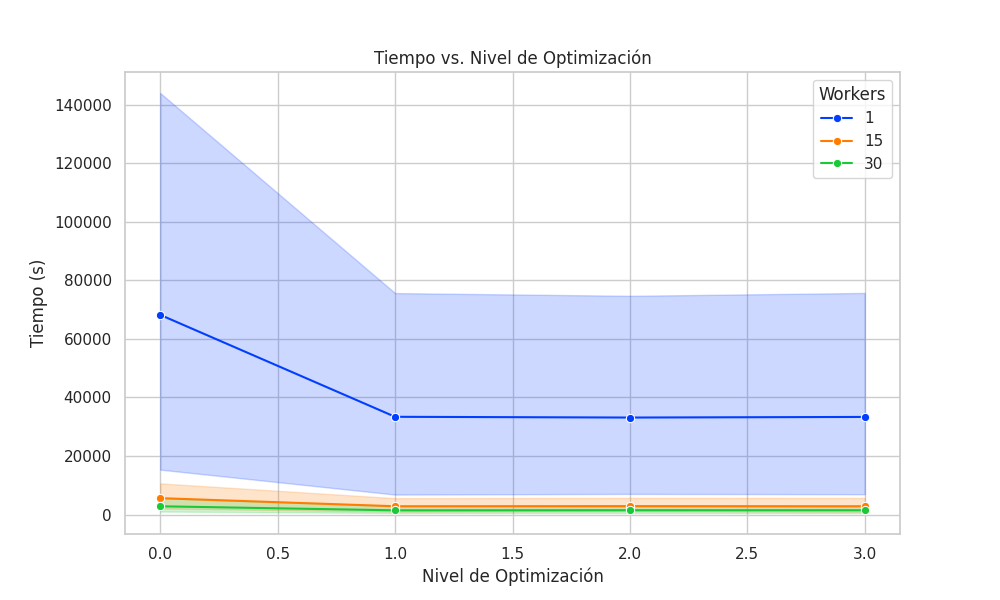 Tiempo vs. Nivel de Optimización
Workers
1
15
30
Tiempo (s)
140000
120000
100000
80000
60000
40000
20000
0
0.0 0.5 1.0 1.5 2.0 2.5 3.0
Nivel de Optimización